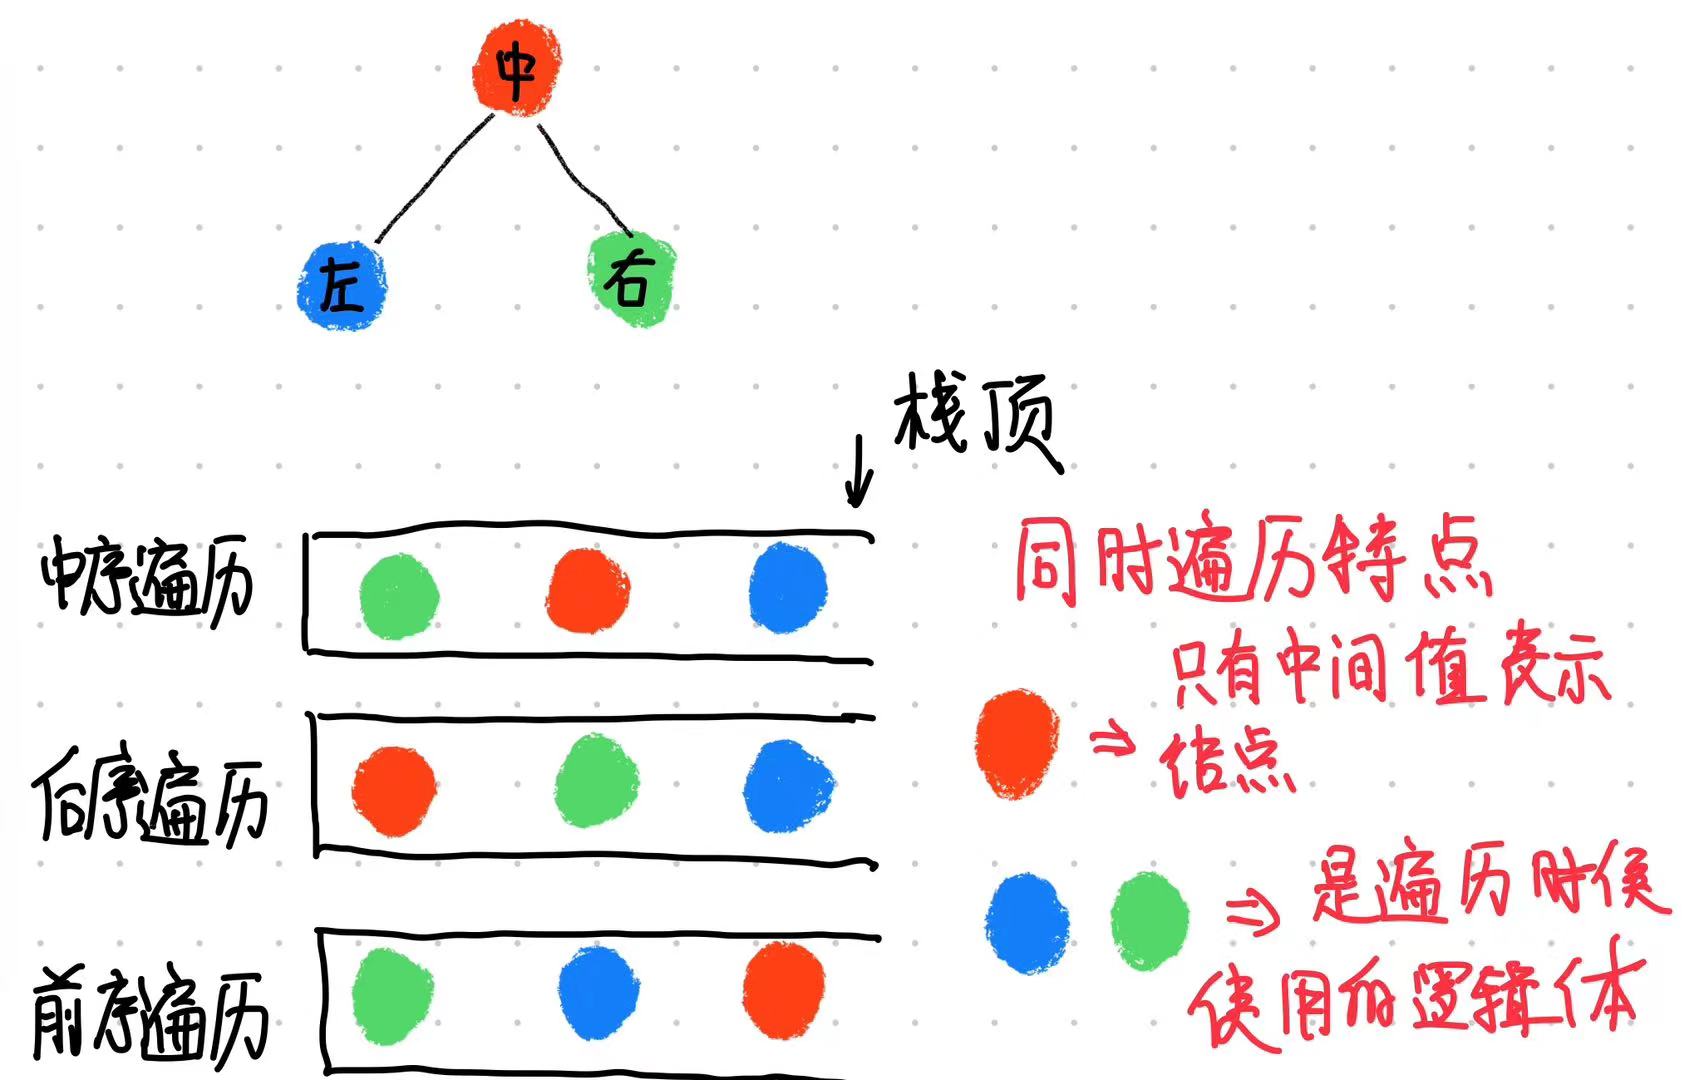 中
左
右
栈顶
中序遍历
同时遍历特点
只有中间值表示
结点
后序遍历
是遍历时侯
使用的逻辑体
前序遍历